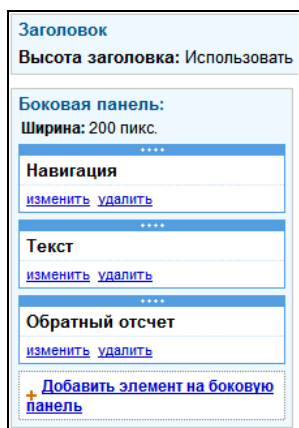 Заголовок
Высота заголовка: Использовать
Боковая панель:
Ширина: 200 пикс.
Навигация
изменить удалить
Текст
изменить удалить
Обратный отсчет
изменить удалить
+ Добавить элемент на боковую
панель